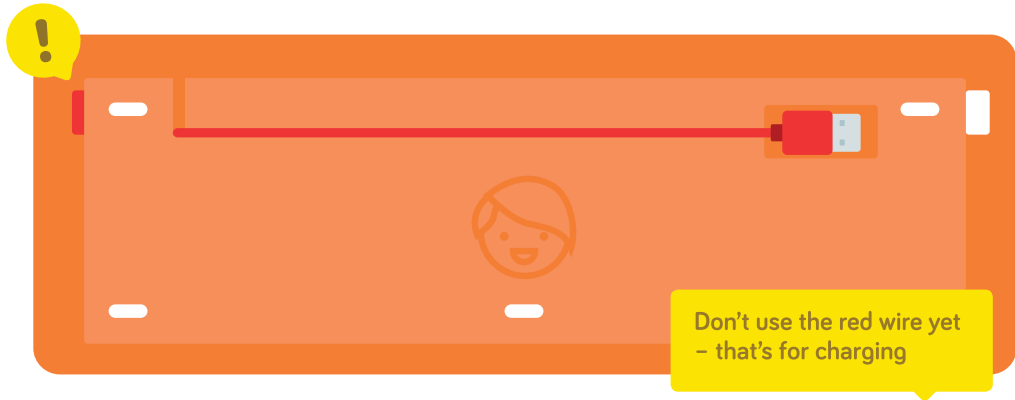 !
Don’t use the red wire yet
– that’s for charging